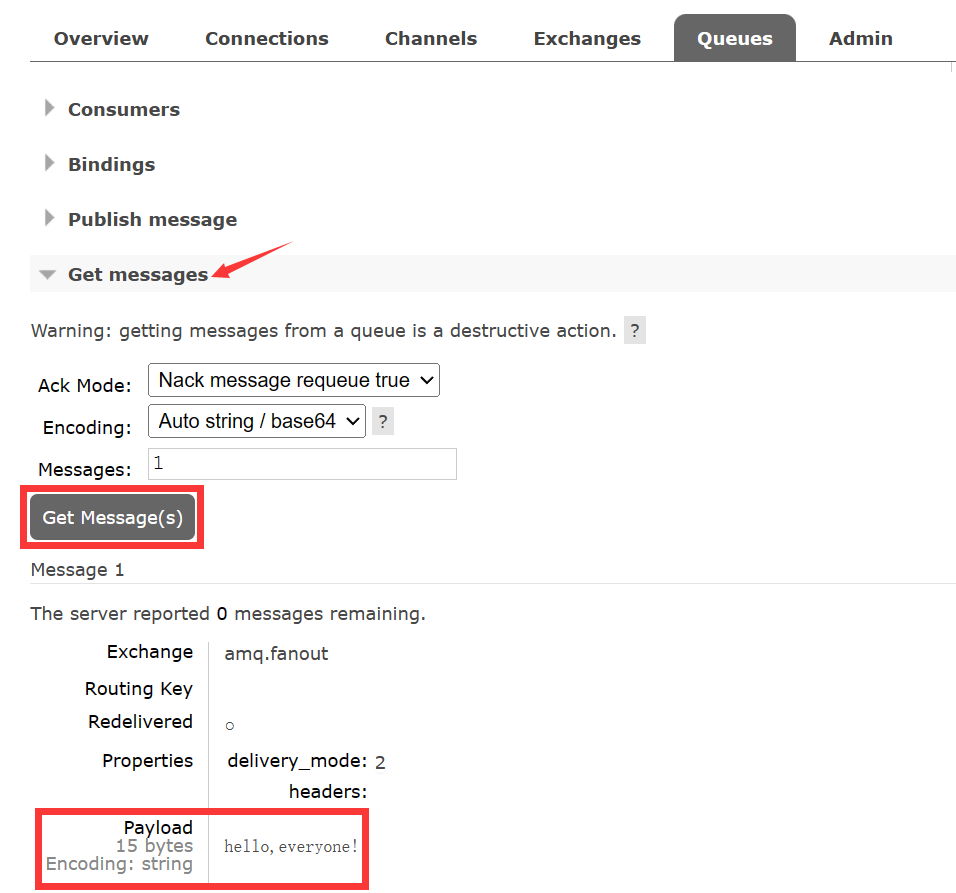 Overview Connections Channels Exchanges Queues Admin
Consumers
Bindings
Publish message
Get messages
Warning: getting messages from a queue is a destructive action. ?
Ack Mode: Nack message requeue true
Encoding: Auto string / base64 ?
Messages: 1
Get Message(s)
Message 1
The server reported 0 messages remaining.
Exchange amq.fanout
Routing Key
Redelivered ○
Properties delivery_mode: 2
headers:
Payload
15 bytes hello,everyone!
Encoding: string